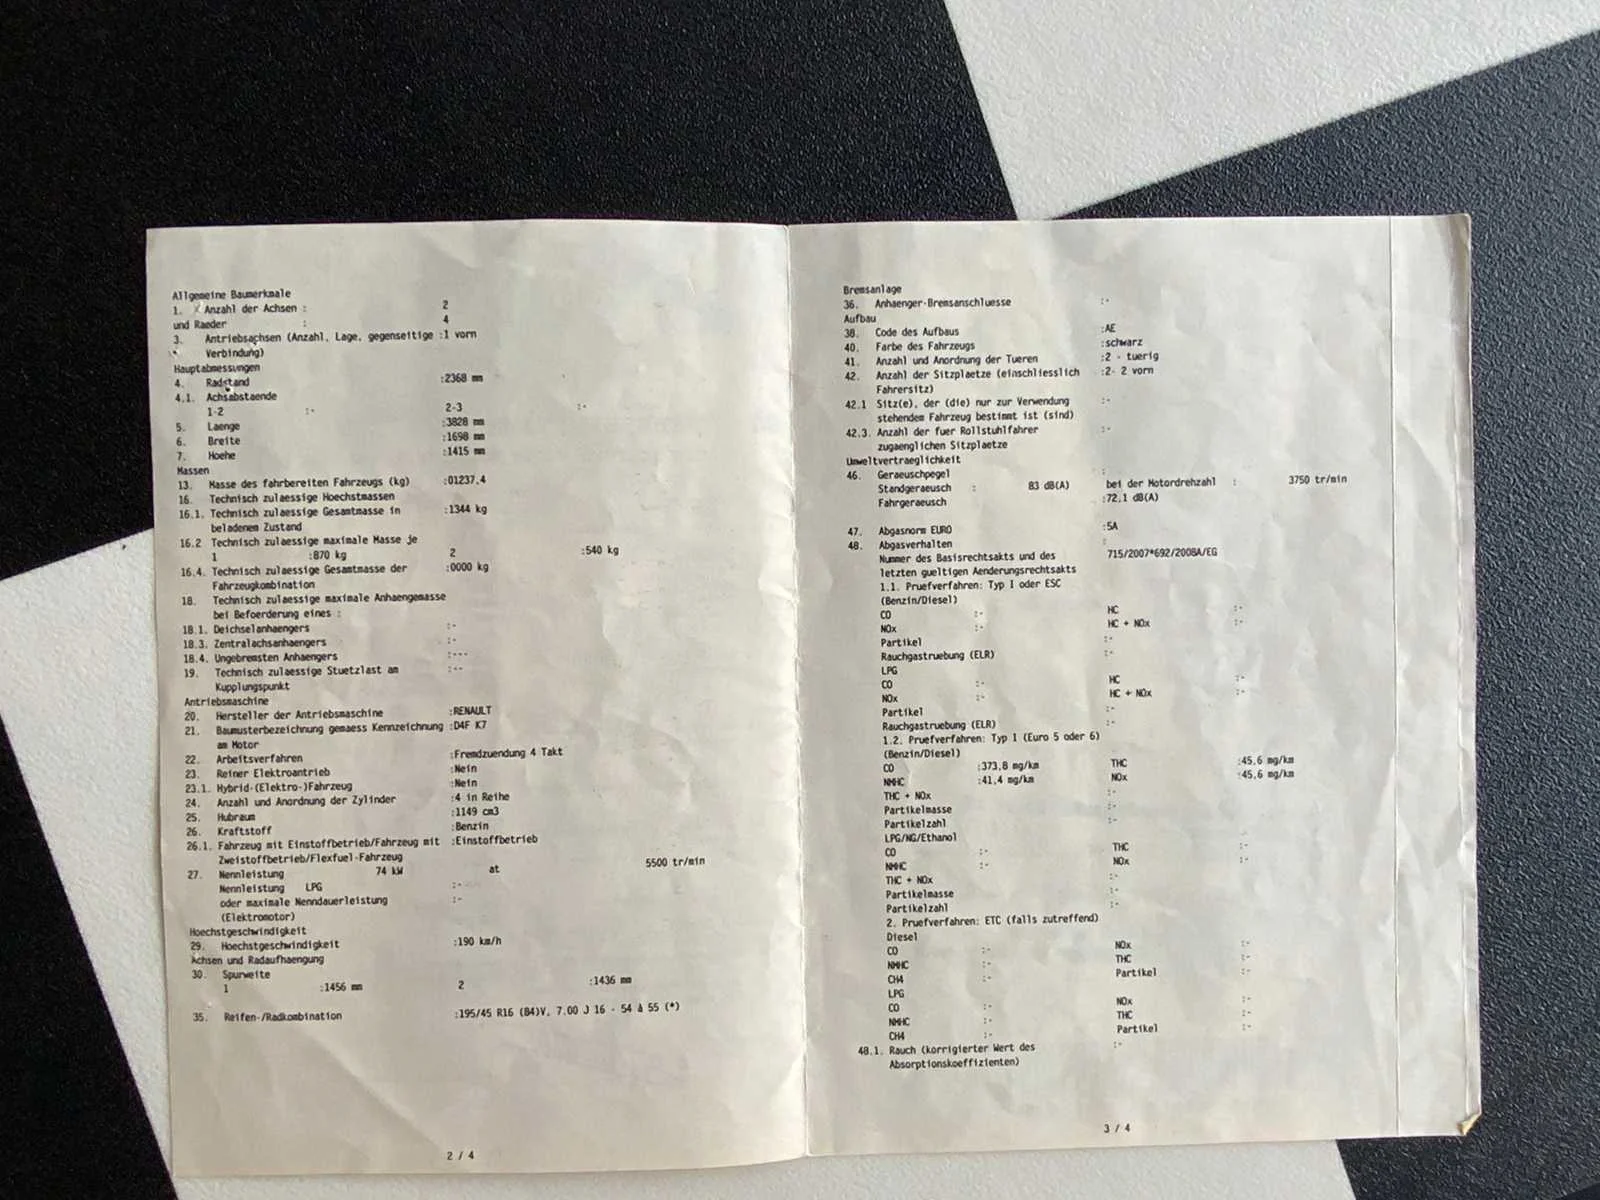 Allgemeine Baumerkmale
1. Anzahl der Achsen : 2
und Raeder : 4
3. Antriebsachsen (Anzahl, Lage, gegenseitige :1 vorn
Verbindung)
Hauptabmessungen
4. Radstand :2368 mm
4.1. Achsabstaende
1-2 :- 2-3 :-
5. Laenge :3828 mm
6. Breite :1698 mm
7. Hoehe :1415 mm
Massen
13. Masse des fahrbereiten Fahrzeugs (kg) :01237.4
16. Technisch zulaessige Hoechstmassen
16.1. Technisch zulaessige Gesamtmasse in :1344 kg
beladenem Zustand
16.2 Technisch zulaessige maximale Masse je
1 :870 kg 2 :540 kg
16.4. Technisch zulaessige Gesamtmasse der :0000 kg
Fahrzeugkombination
18. Technisch zulaessige maximale Anhaengemasse
bei Befoerderung eines :
18.1. Deichselanhaengers :-
18.3. Zentralachsanhaengers :-
18.4. Ungebremsten Anhaengers :---
19. Technisch zulaessige Stuetzlast am :--
Kupplungspunkt
Antriebsmaschine
20. Hersteller der Antriebsmaschine :RENAULT
21. Baumusterbezeichnung gemaess Kennzeichnung :D4F K7
am Motor
22. Arbeitsverfahren :Fremdzuendung 4 Takt
23. Reiner Elektroantrieb :Nein
23.1. Hybrid-(Elektro-)Fahrzeug :Nein
24. Anzahl und Anordnung der Zylinder :4 in Reihe
25. Hubraum :1149 cm3
26. Kraftstoff :Benzin
26.1. Fahrzeug mit Einstoffbetrieb/Fahrzeug mit :Einstoffbetrieb
Zweistoffbetrieb/Flexfuel-Fahrzeug
27. Nennleistung 74 kW at 5500 tr/min
Nennleistung LPG :-
oder maximale Nenndauerleistung :-
(Elektromotor)
Hoechstgeschwindigkeit
29. Hoechstgeschwindigkeit :190 km/h
Achsen und Radaufhaengung
30. Spurweite
1 :1456 mm 2 :1436 mm
35. Reifen-/Radkombination :195/45 R16 (84)V, 7.00 J 16 - 54 à 55 (*)
2 / 4
Bremsanlage
36. Anhaenger-Bremsanschluesse :-
Aufbau
38. Code des Aufbaus :AE
40. Farbe des Fahrzeugs :schwarz
41. Anzahl und Anordnung der Tueren :2 - tuerig
42. Anzahl der Sitzplaetze (einschliesslich :2- 2 vorn
Fahrersitz)
42.1 Sitz(e), der (die) nur zur Verwendung :-
stehendem Fahrzeug bestimmt ist (sind)
42.3. Anzahl der fuer Rollstuhlfahrer :-
zugaenglichen Sitzplaetze
Umweltvertraeglichkeit
46. Geraeuschpegel :
Standgeraeusch : 83 dB(A) bei der Motordrehzahl : 3750 tr/min
Fahrgeraeusch :72,1 dB(A)
47. Abgasnorm EURO :5A
48. Abgasverhalten :
Nummer des Basisrechtsakts und des 715/2007*692/2008A/EG
letzten gueltigen Aenderungsrechtsakts
1.1. Pruefverfahren: Typ I oder ESC
(Benzin/Diesel)
CO :- HC :-
NOx :- HC + NOx :-
Partikel :-
Rauchgastruebung (ELR) :-
LPG
CO :- HC :-
NOx :- HC + NOx :-
Partikel :-
Rauchgastruebung (ELR) :-
1.2. Pruefverfahren: Typ I (Euro 5 oder 6)
(Benzin/Diesel)
CO :373,8 mg/km THC :45,6 mg/km
NMHC :41,4 mg/km NOx :45,6 mg/km
THC + NOx :-
Partikelmasse :-
Partikelzahl :-
LPG/NG/Ethanol
CO :- THC :-
NMHC :- NOx :-
THC + NOx :-
Partikelmasse :-
Partikelzahl :-
2. Pruefverfahren: ETC (falls zutreffend)
Diesel
CO :- NOx :-
NMHC :- THC :-
CH4 :- Partikel :-
LPG
CO :- NOx :-
NMHC :- THC :-
CH4 :- Partikel :-
48.1. Rauch (korrigierter Wert des :-
Absorptionskoeffizienten)
3 / 4